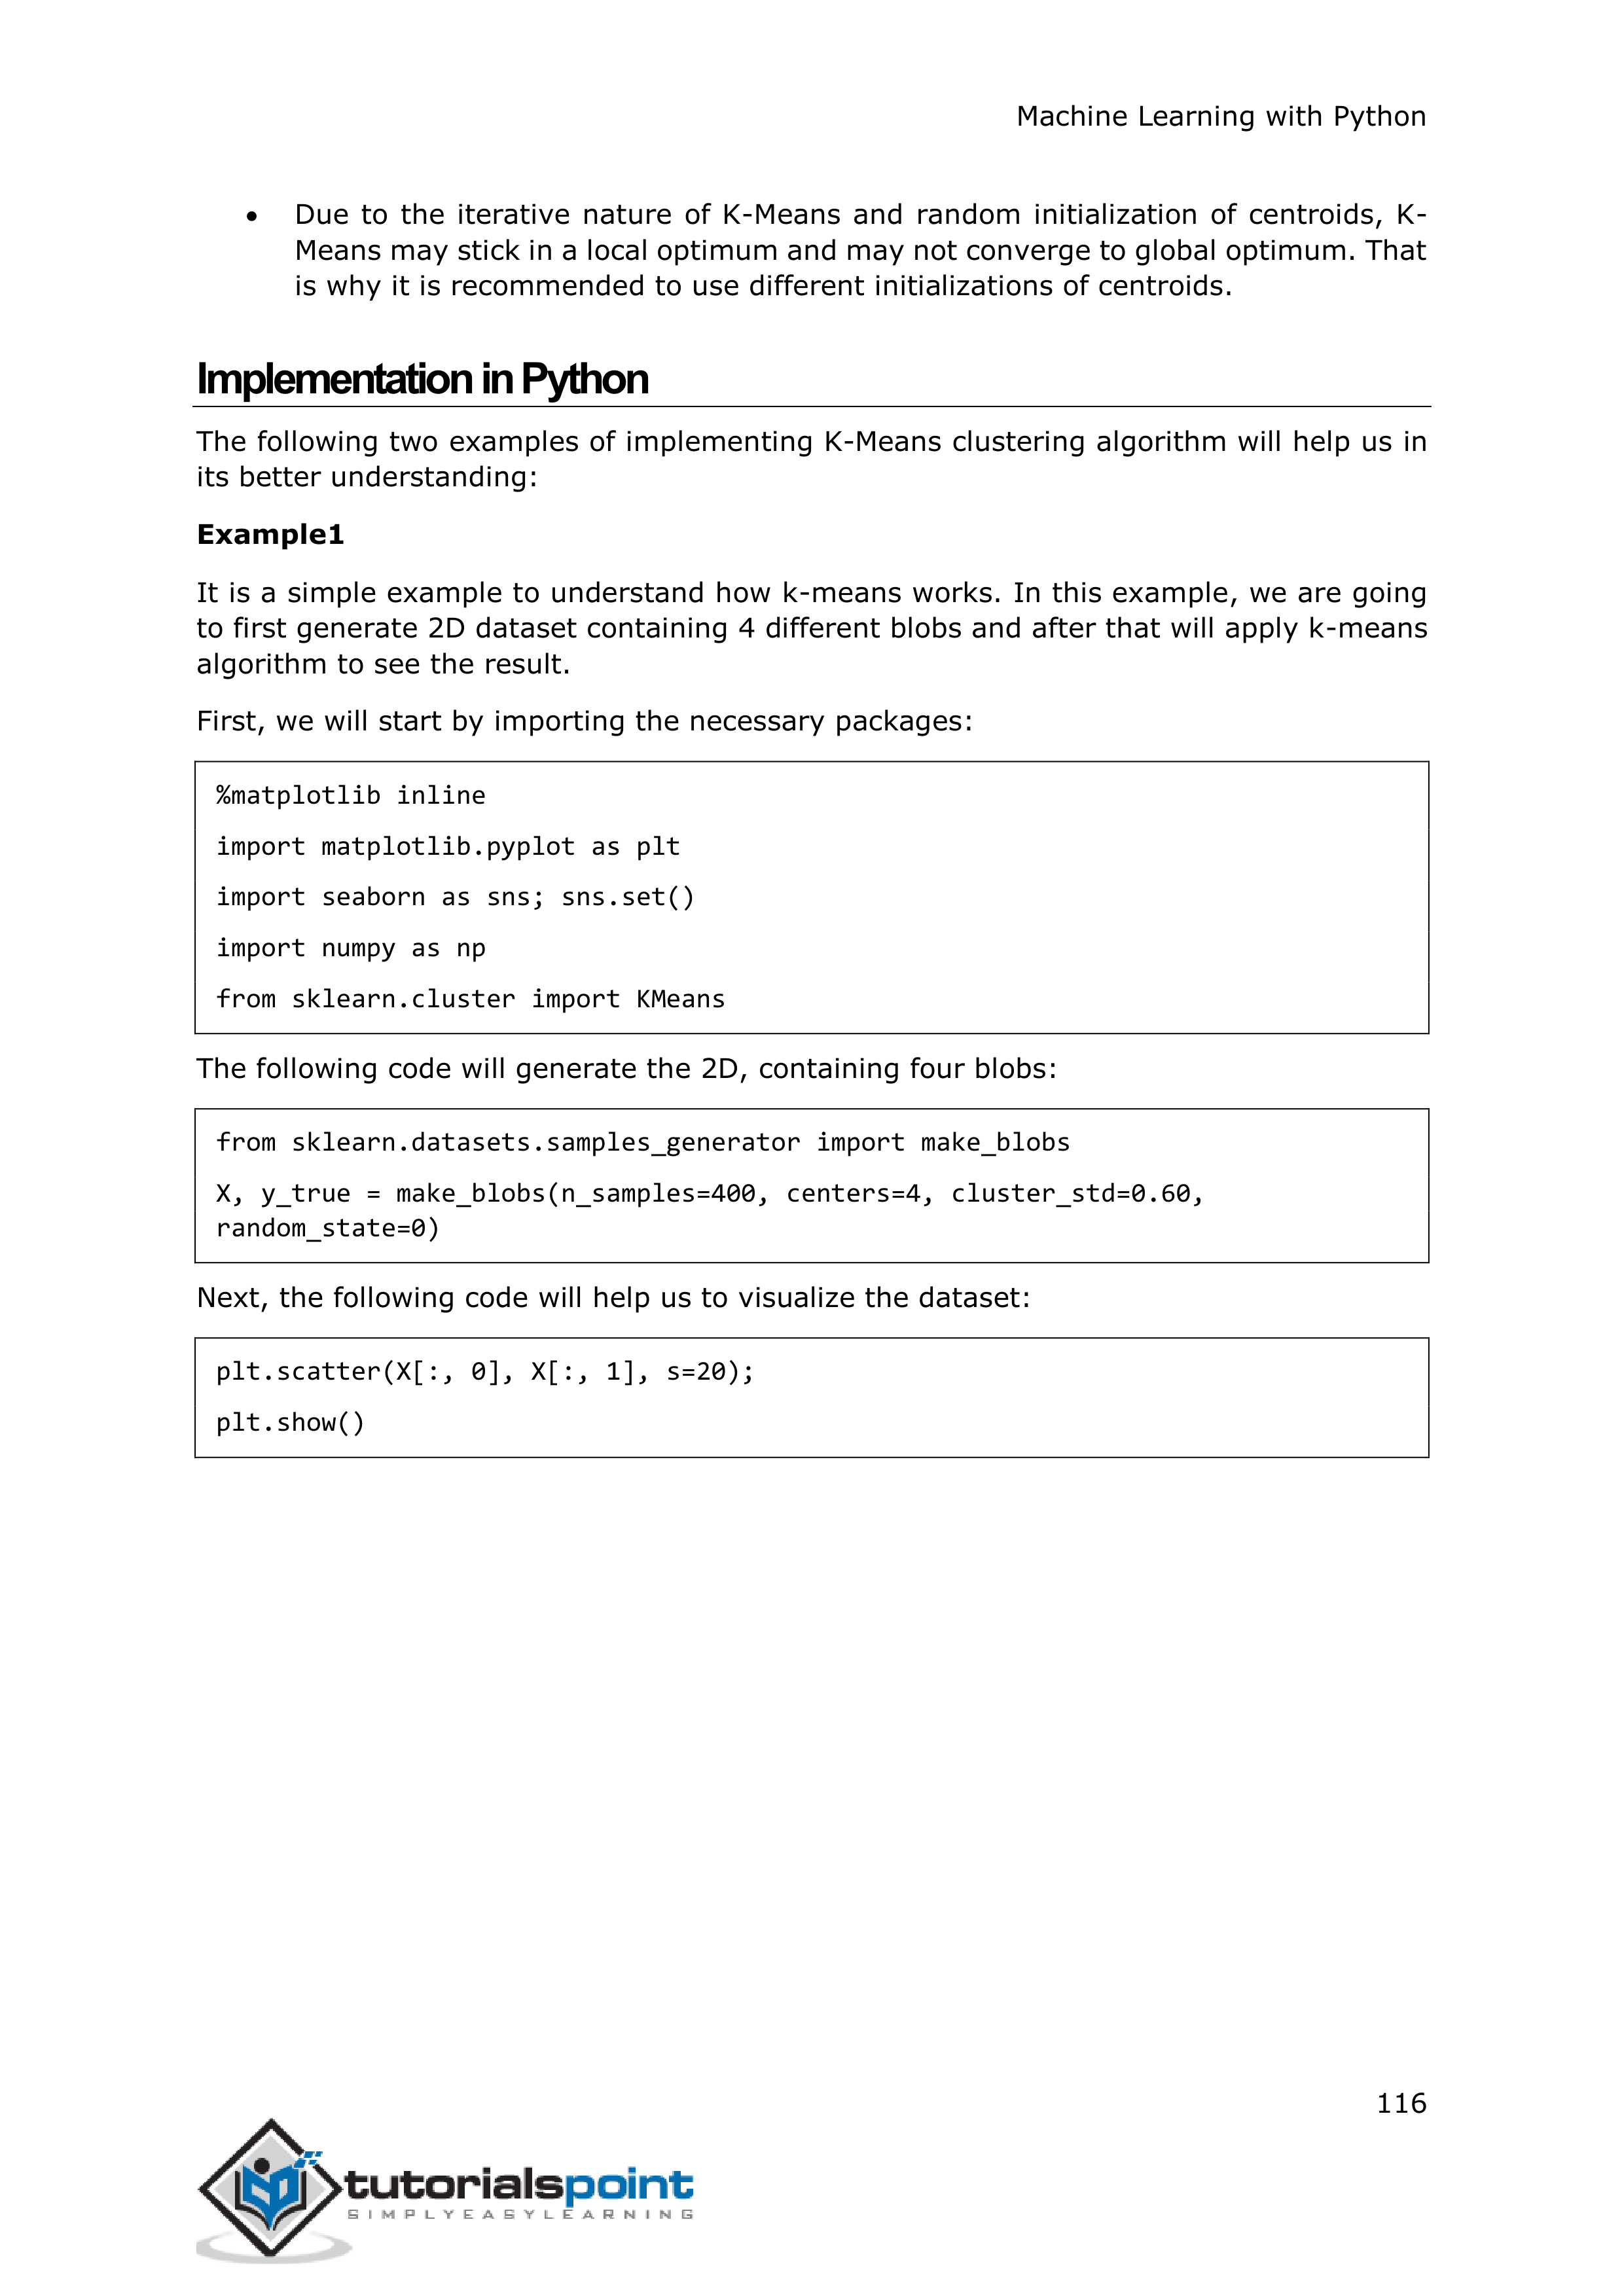 Machine Learning with Python
• Due to the iterative nature of K-Means and random initialization of centroids, K-
Means may stick in a local optimum and may not converge to global optimum. That
is why it is recommended to use different initializations of centroids.
Implementation in Python
The following two examples of implementing K-Means clustering algorithm will help us in
its better understanding:
Example1
It is a simple example to understand how k-means works. In this example, we are going
to first generate 2D dataset containing 4 different blobs and after that will apply k-means
algorithm to see the result.
First, we will start by importing the necessary packages:
%matplotlib inline
import matplotlib.pyplot as plt
import seaborn as sns; sns.set()
import numpy as np
from sklearn.cluster import KMeans
The following code will generate the 2D, containing four blobs:
from sklearn.datasets.samples_generator import make_blobs
X, y_true = make_blobs(n_samples=400, centers=4, cluster_std=0.60,
random_state=0)
Next, the following code will help us to visualize the dataset:
plt.scatter(X[:, 0], X[:, 1], s=20);
plt.show()
116
tutorialspoint
SIMPLYEASYLEARNING